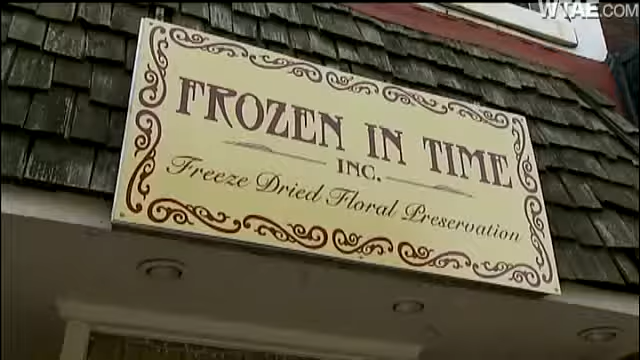 WTAE.COM
FROZEN IN TIME
INC.
Freeze Dried Floral Preservation